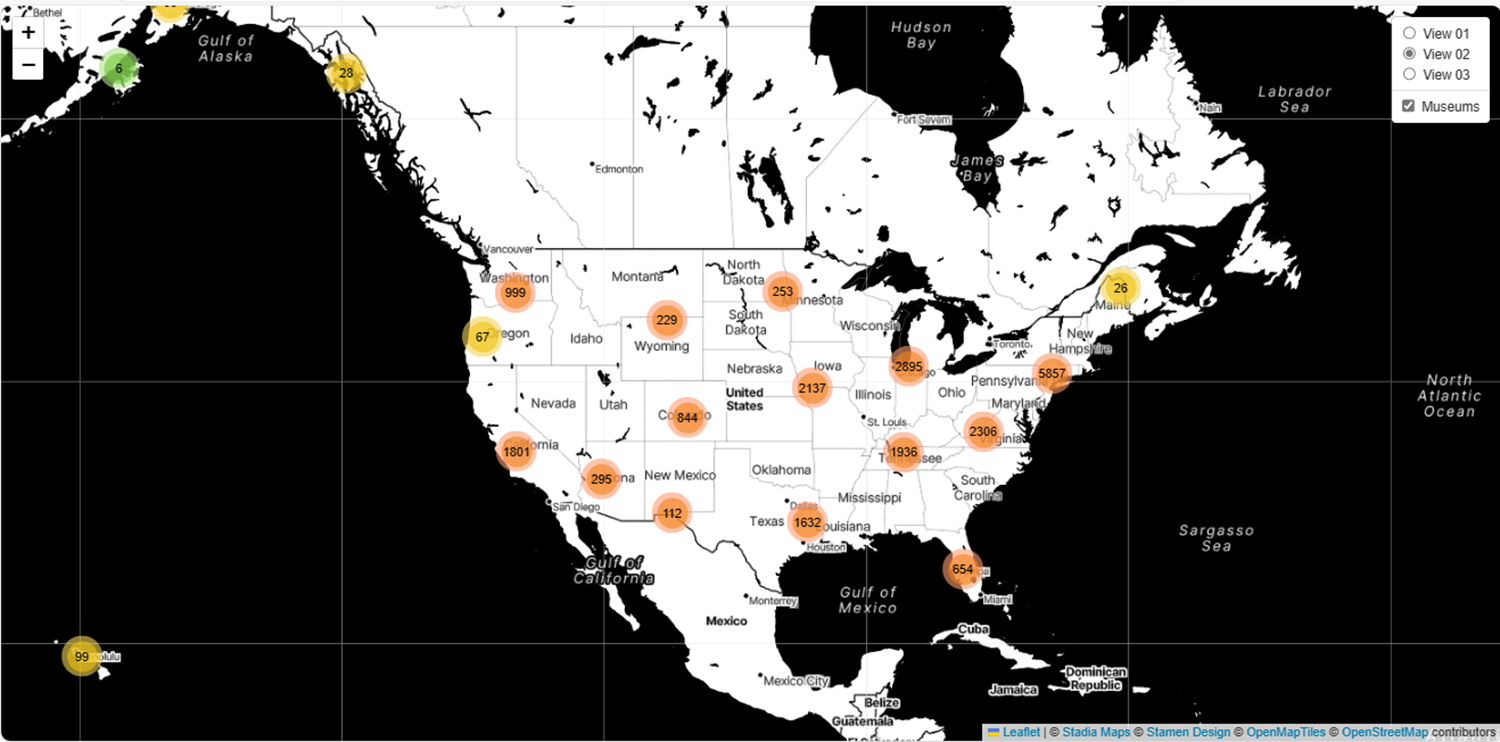 Bethel
+
−
Gulf of
Alaska
6
28
Hudson
Bay
View 01
View 02
View 03
Museums
Labrador
Sea
Nain
Fort Severn
James
Bay
Edmonton
Vancouver
Washington
999
Montana
North
Dakota
253
Minnesota
26
Maine
67
Oregon
Idaho
229
Wyoming
South
Dakota
Wisconsin
Toronto
New
Hampshire
Nebraska
Iowa
2895
Chicago
5857
Pennsylvania
2137
United
States
Illinois
Ohio
Maryland
Nevada
Utah
844
St. Louis
2306
Virginia
1801
California
1936
Tennessee
295
New Mexico
Oklahoma
South
Carolina
San Diego
112
Mississippi
Dallas
Texas
1632
Louisiana
Houston
North
Atlantic
Ocean
Sargasso
Sea
Gulf of
California
654
Miami
Monterrey
Gulf of
Mexico
Mexico
Cuba
99
Honolulu
Mexico City
Dominican
Republic
Jamaica
Belize
Guatemala
Leaflet | © Stadia Maps © Stamen Design © OpenMapTiles © OpenStreetMap contributors